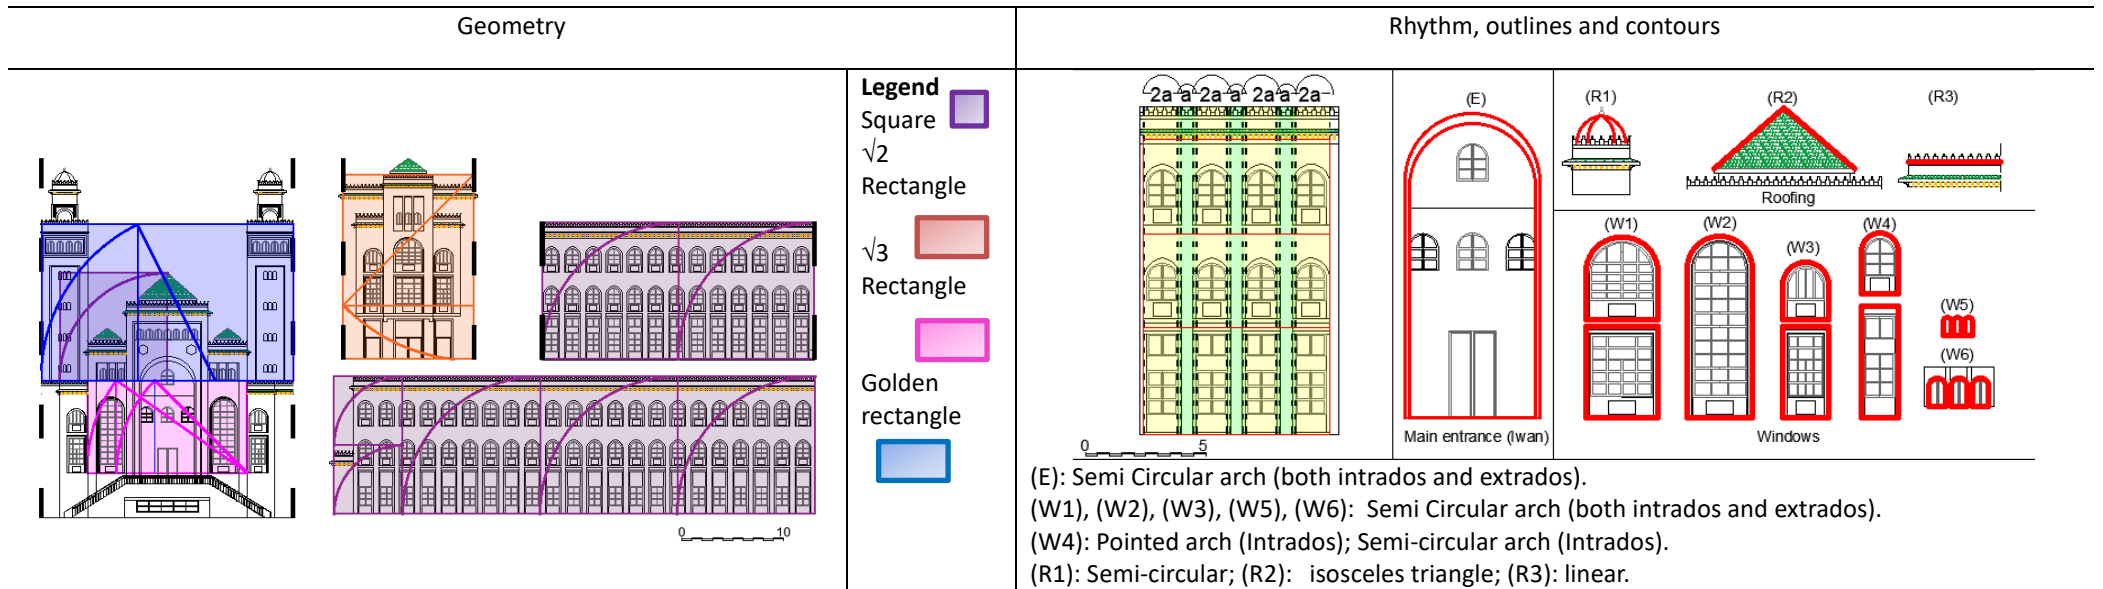 Geometry
Rhythm, outlines and contours
Legend
Square
√2
Rectangle
√3
Rectangle
Golden
rectangle
0 10
2a a 2a a 2a a 2a
0 5
(E)
Main entrance (Iwan)
(R1) (R2) (R3)
Roofing
(W1) (W2) (W3) (W4)
(W5)
(W6)
Windows
(E): Semi Circular arch (both intrados and extrados).
(W1), (W2), (W3), (W5), (W6): Semi Circular arch (both intrados and extrados).
(W4): Pointed arch (Intrados); Semi-circular arch (Intrados).
(R1): Semi-circular; (R2): isosceles triangle; (R3): linear.